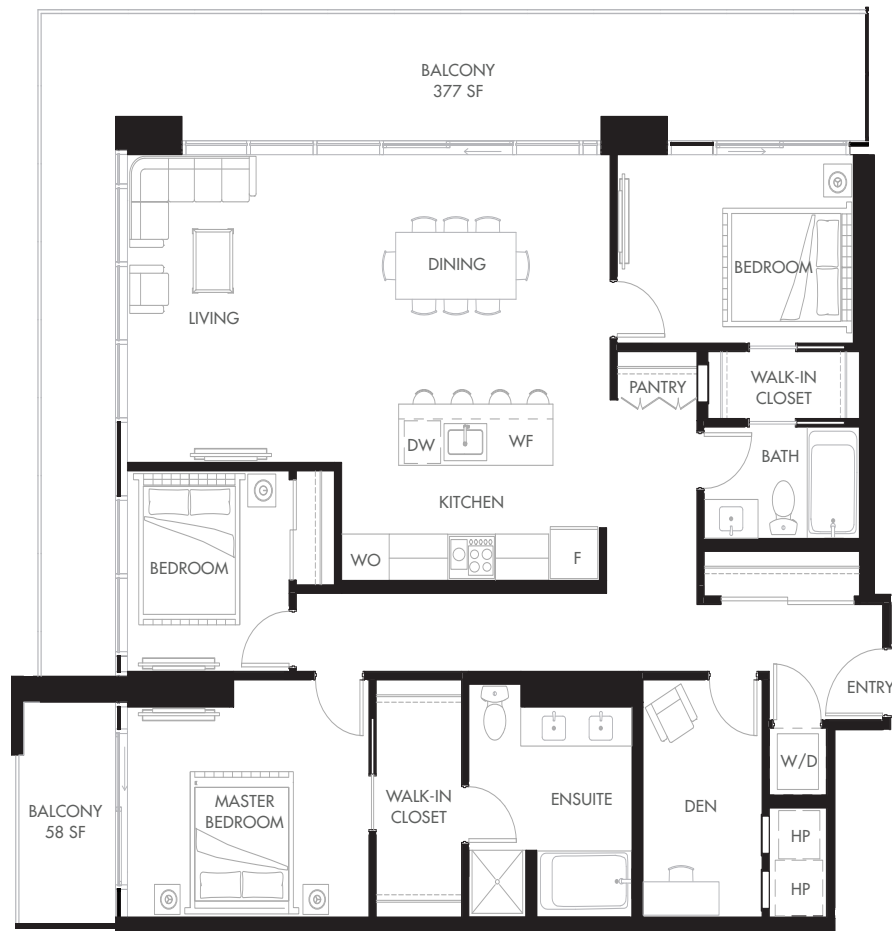 BALCONY
377 SF
DINING
BEDROOM
LIVING
PANTRY
WALK-IN
CLOSET
DW
WF
BATH
KITCHEN
WO
F
BEDROOM
ENTRY
W/D
BALCONY
58 SF
MASTER
BEDROOM
WALK-IN
CLOSET
ENSUITE
DEN
HP
HP